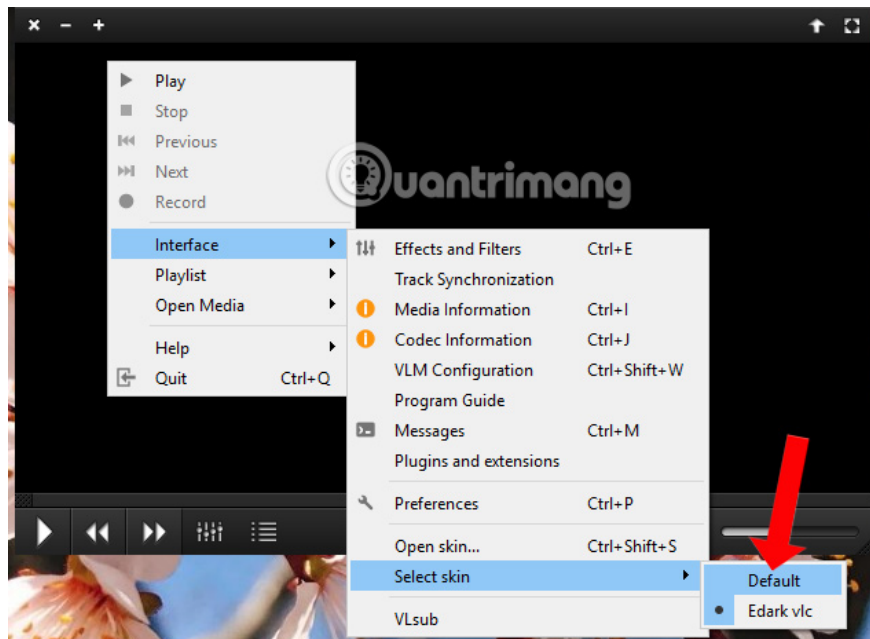 Play
Stop
Previous
Next
Record
Quantrimang
Interface
Playlist
Open Media
Help
Quit Ctrl+Q
Effects and Filters Ctrl+E
Track Synchronization
Media Information Ctrl+I
Codec Information Ctrl+J
VLM Configuration Ctrl+Shift+W
Program Guide
Messages Ctrl+M
Plugins and extensions
Preferences Ctrl+P
Open skin... Ctrl+Shift+S
Select skin
VLsub
Default
Edark vlc